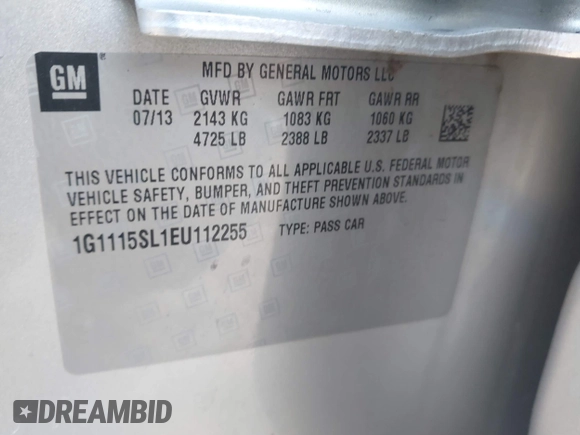 GM
MFD BY GENERAL MOTORS LLC
DATE GVWR GAWR FRT GAWR RR
07/13 2143 KG 1083 KG 1060 KG
4725 LB 2388 LB 2337 LB
THIS VEHICLE CONFORMS TO ALL APPLICABLE U.S. FEDERAL MOTOR
VEHICLE SAFETY, BUMPER, AND THEFT PREVENTION STANDARDS IN
EFFECT ON THE DATE OF MANUFACTURE SHOWN ABOVE.
1G1115SL1EU112255 TYPE: PASS CAR
DREAMBID